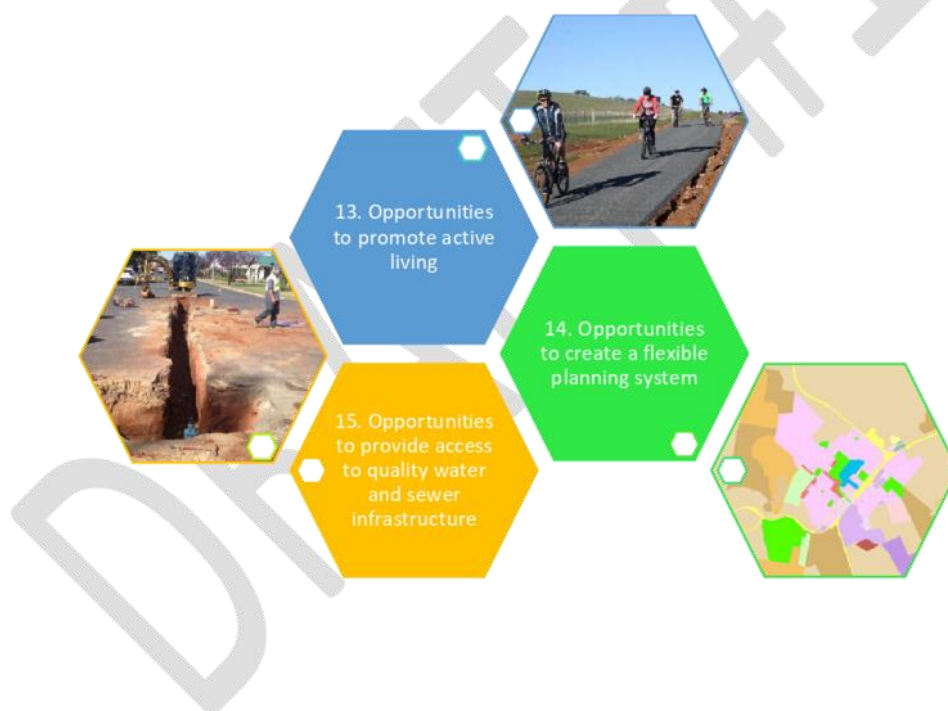 13. Opportunities
to promote active
living
14. Opportunities
to create a flexible
planning system
15. Opportunities
to provide access
to quality water
and sewer
infrastructure